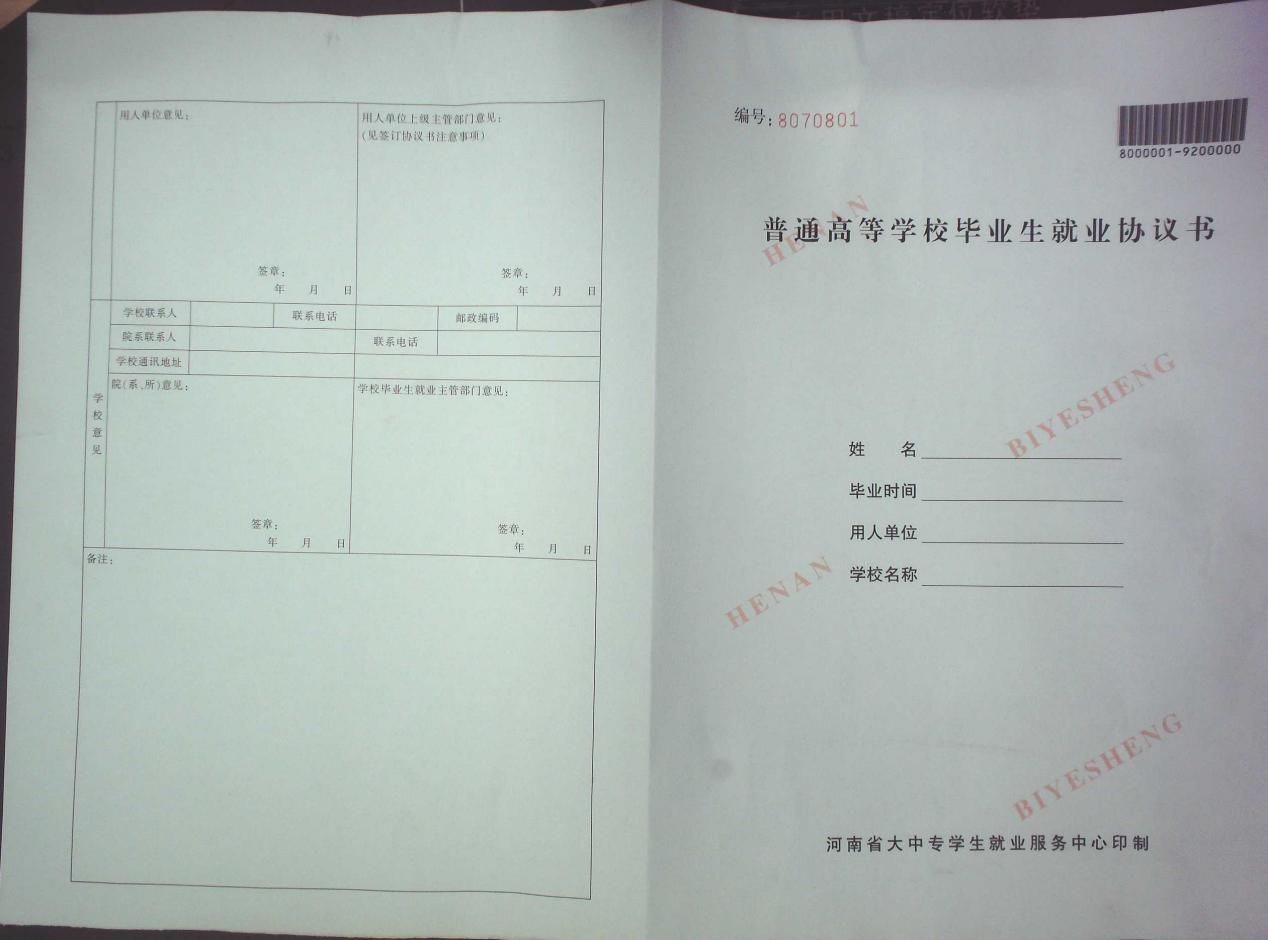 用人单位意见：
用人单位上级主管部门意见：
（见签订协议书注意事项）
签章：
年 月 日
签章：
年 月 日
学校联系人 联系电话 邮政编码
院系联系人 联系电话
学校通讯地址
学校意见
院（系、所）意见：
学校毕业生就业主管部门意见：
签章：
年 月 日
签章：
年 月 日
备注：
编号：8070801
8000001-9200000
HENAN
普通高等学校毕业生就业协议书
BIYESHENG
姓 名
毕业时间
用人单位
学校名称
HENAN
BIYESHENG
河南省大中专学生就业服务中心印制